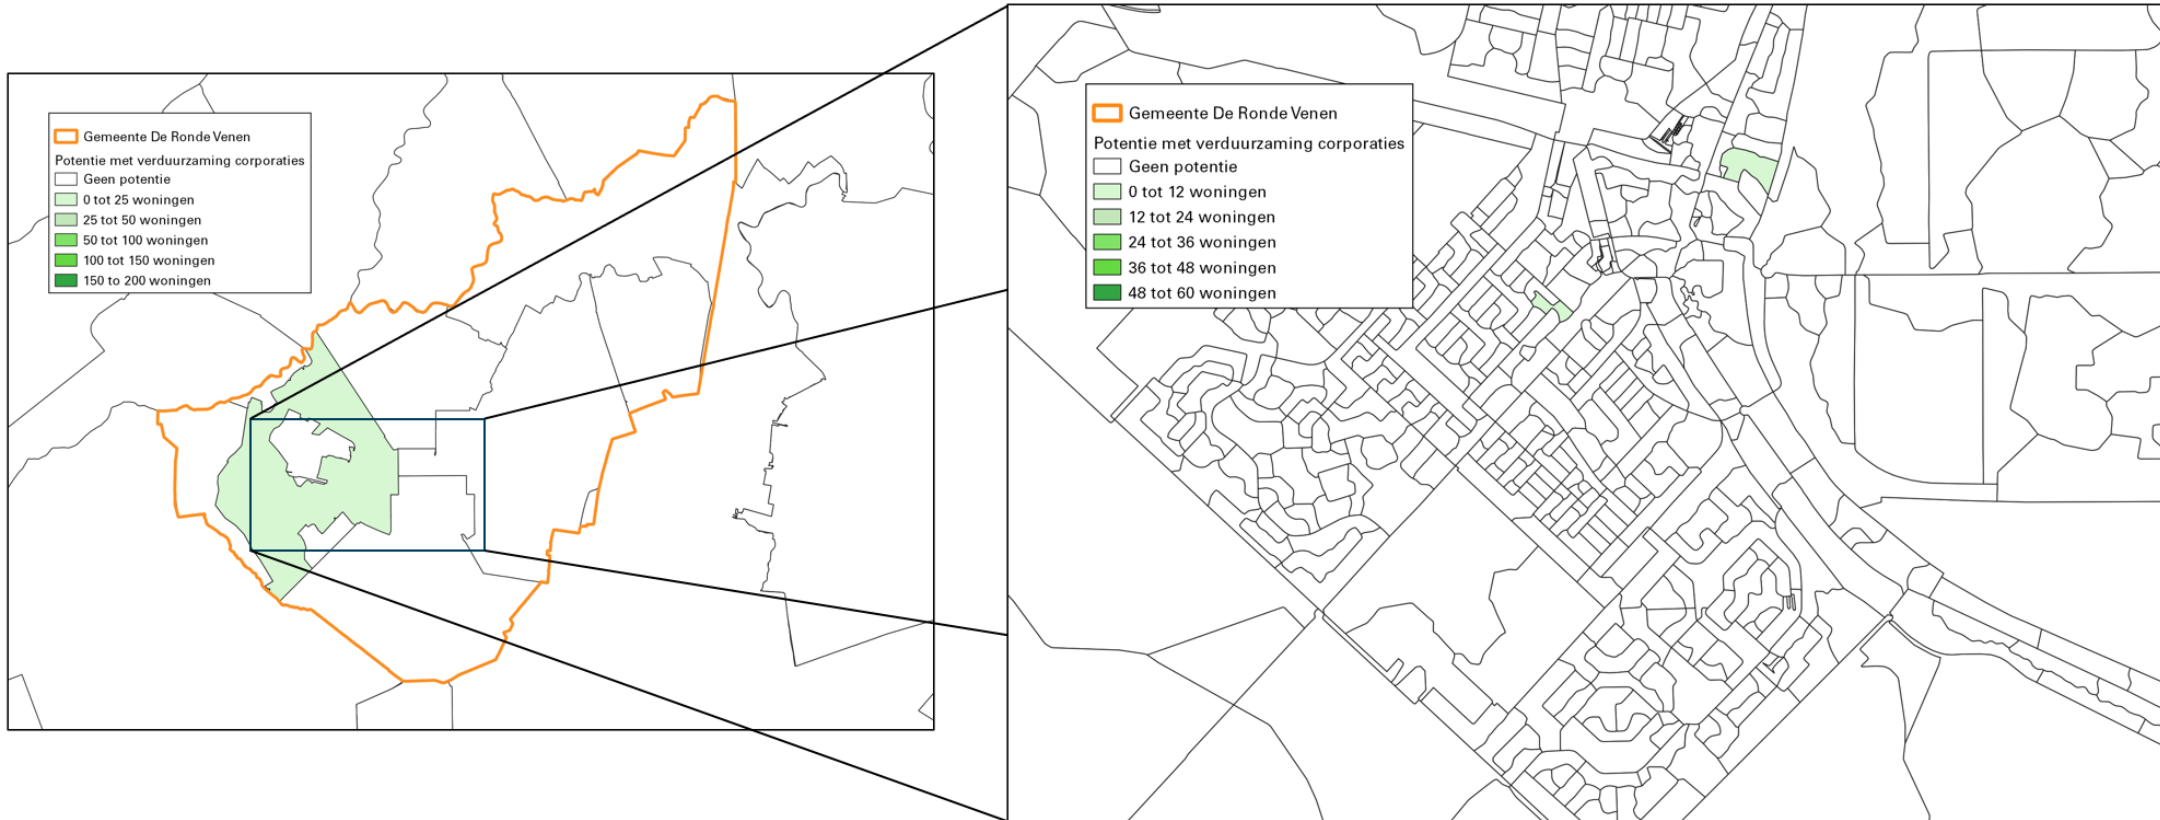 Gemeente De Ronde Venen
Potentie met verduurzaming corporaties
Geen potentie
0 tot 25 woningen
25 tot 50 woningen
50 tot 100 woningen
100 tot 150 woningen
150 to 200 woningen
Gemeente De Ronde Venen
Potentie met verduurzaming corporaties
Geen potentie
0 tot 12 woningen
12 tot 24 woningen
24 tot 36 woningen
36 tot 48 woningen
48 tot 60 woningen